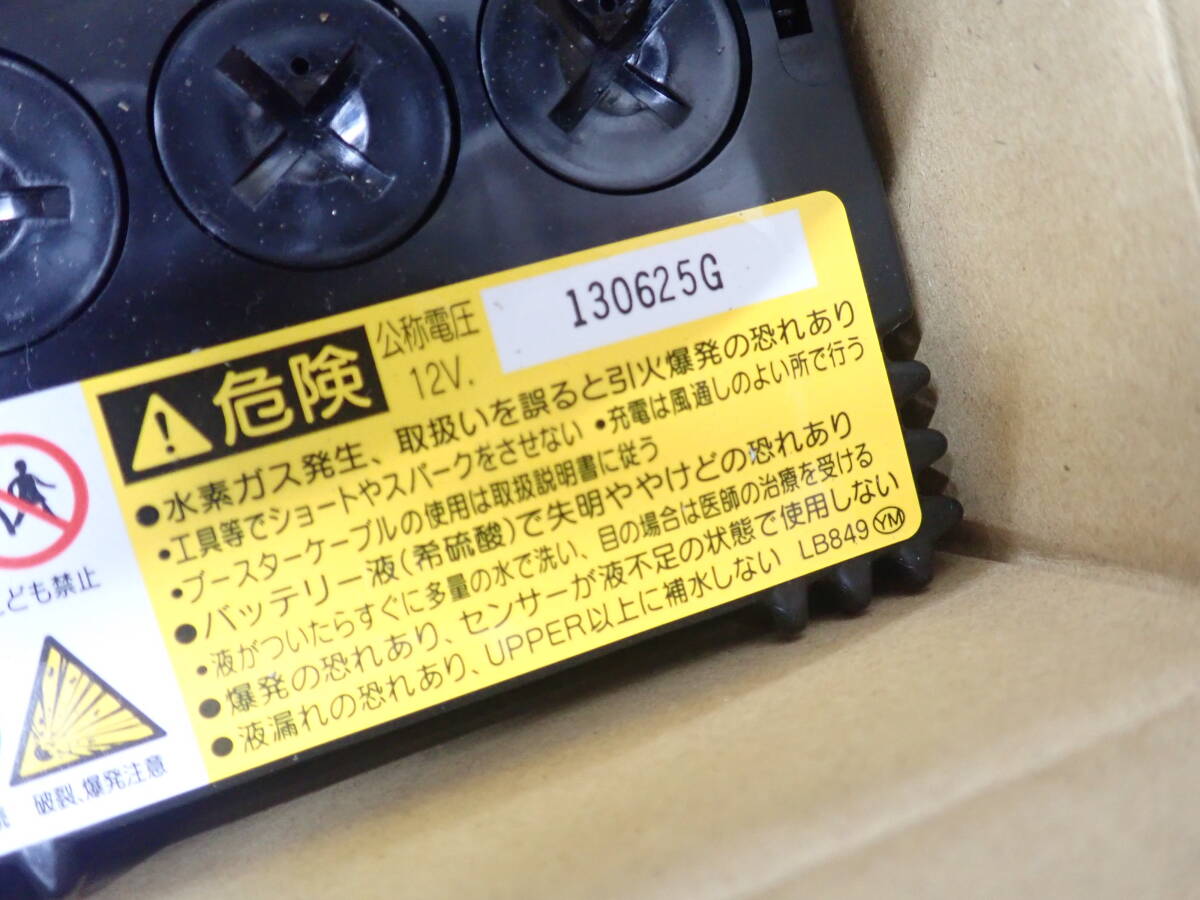 130625G
公称電圧
12V.
危険
●水素ガス発生、取扱いを誤ると引火爆発の恐れあり
・工具等でショートやスパークをさせない ・充電は風通しのよい所で行う
・ブースターケーブルの使用は取扱説明書に従う
●バッテリー液(希硫酸)で失明ややけどの恐れあり
・液がついたらすぐに多量の水で洗い、目の場合は医師の治療を受ける
●爆発の恐れあり、センサーが液不足の状態で使用しない
●液漏れの恐れあり、UPPER以上に補水しない LB849 YM
ども禁止
破裂、爆発注意